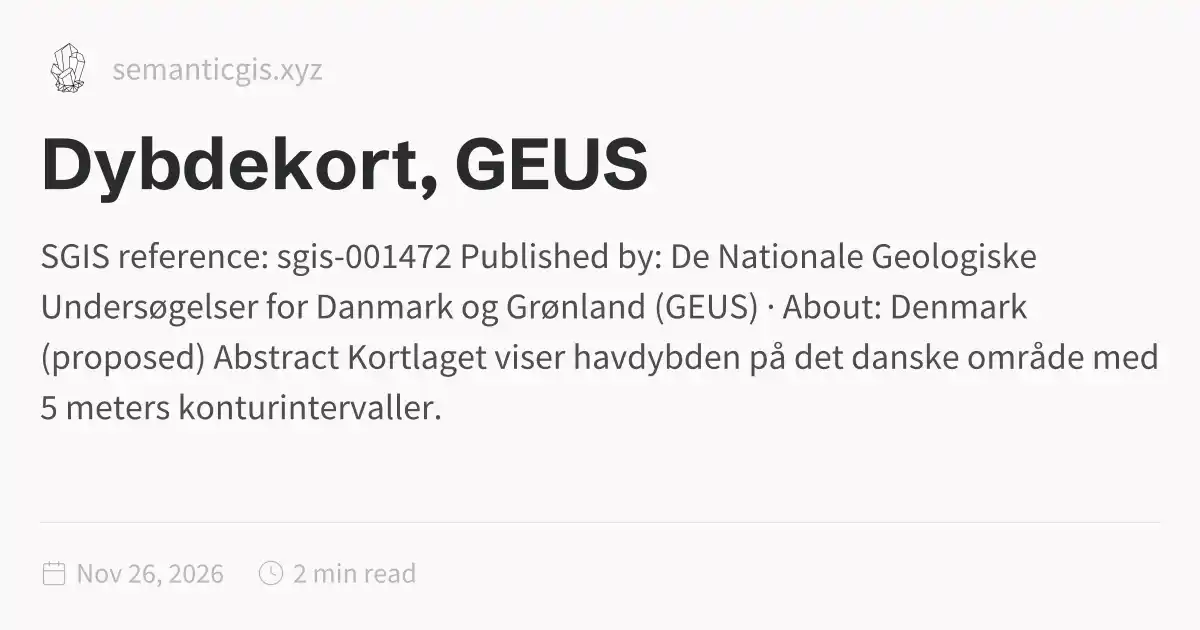 semanticgis.xyz
Dybdekort, GEUS
SGIS reference: sgis-001472 Published by: De Nationale Geologiske
Undersøgelser for Danmark og Grønland (GEUS) · About: Denmark
(proposed) Abstract Kortlaget viser havdybden på det danske område med
5 meters konturintervaller.
Nov 26, 2026 2 min read